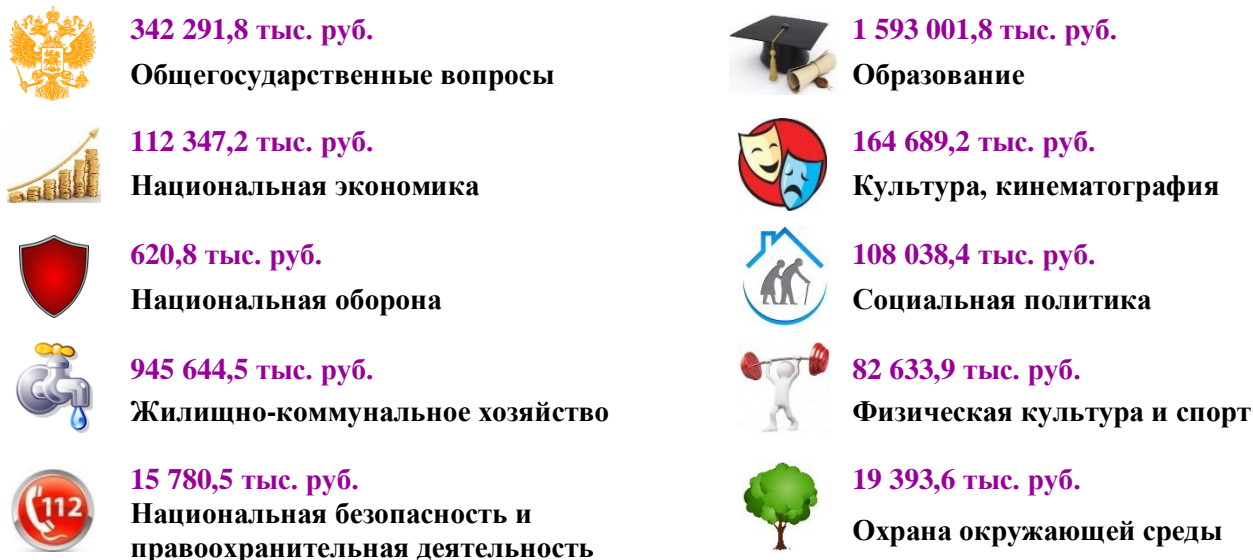 342 291,8 тыс. руб.
Общегосударственные вопросы
112 347,2 тыс. руб.
Национальная экономика
620,8 тыс. руб.
Национальная оборона
945 644,5 тыс. руб.
Жилищно-коммунальное хозяйство
112
15 780,5 тыс. руб.
Национальная безопасность и
правоохранительная деятельность
1 593 001,8 тыс. руб.
Образование
164 689,2 тыс. руб.
Культура, кинематография
108 038,4 тыс. руб.
Социальная политика
82 633,9 тыс. руб.
Физическая культура и спорт
19 393,6 тыс. руб.
Охрана окружающей среды